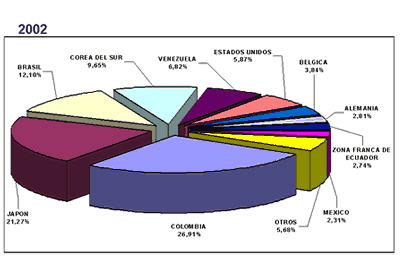 2002
ESTADOS UNIDOS
5,87%
COREA DEL SUR
9,65%
VENEZUELA
6,82%
BELGICA
3,84%
BRASIL
12,10%
ALEMANIA
2,81%
ZONA FRANCA DE
ECUADOR
2,74%
MEXICO
2,31%
OTROS
5,68%
COLOMBIA
26,91%
JAPON
21,27%